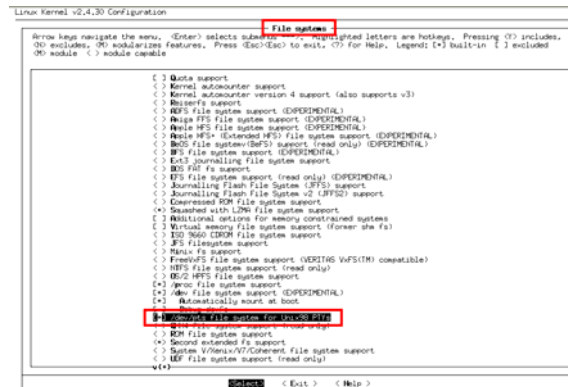 Linux Kernel v2.4.30 Configuration
File systems
Arrow keys navigate the menu. <Enter> selects submenus --->. Highlighted letters are hotkeys. Pressing <Y> includes,
<N> excludes, <M> modularizes features. Press <Esc><Esc> to exit, <?> for Help. Legend: [*] built-in [ ] excluded
<M> module < > module capable
[ ] Quota support
< > Kernel automounter support
< > Kernel automounter version 4 support (also supports v3)
< > Reiserfs support
< > ADFS file system support (EXPERIMENTAL)
< > Amiga FFS file system support (EXPERIMENTAL)
< > Apple HFS file system support (EXPERIMENTAL)
< > Apple HFS+ (Extended HFS) file system support (EXPERIMENTAL)
< > BeOS file systemv(BeFS) support (read only) (EXPERIMENTAL)
< > BFS file system support (EXPERIMENTAL)
< > Ext3 journalling file system support
< > DOS FAT fs support
< > EFS file system support (read only) (EXPERIMENTAL)
< > Journalling Flash File System (JFFS) support
< > Journalling Flash File System v2 (JFFS2) support
< > Compressed ROM file system support
<*> Squashed with LZMA file system support
[ ] Additional options for memory constrained systems
[ ] Virtual memory file system support (former shm fs)
< > ISO 9660 CDROM file system support
< > JFS filesystem support
< > Minix fs support
< > FreeVxFS file system support (VERITAS VxFS(TM) compatible)
< > NTFS file system support (read only)
< > OS/2 HPFS file system support
[*] /proc file system support
[*] /dev file system support (EXPERIMENTAL)
[*] Automatically mount at boot
[*] /dev/pts file system for Unix98 PTYs
file system support (read only)
< > ROM file system support
<*> Second extended fs support
< > System V/Xenix/V7/Coherent file system support
< > UDF file system support (read only)
v(+)
<Select> < Exit > < Help >